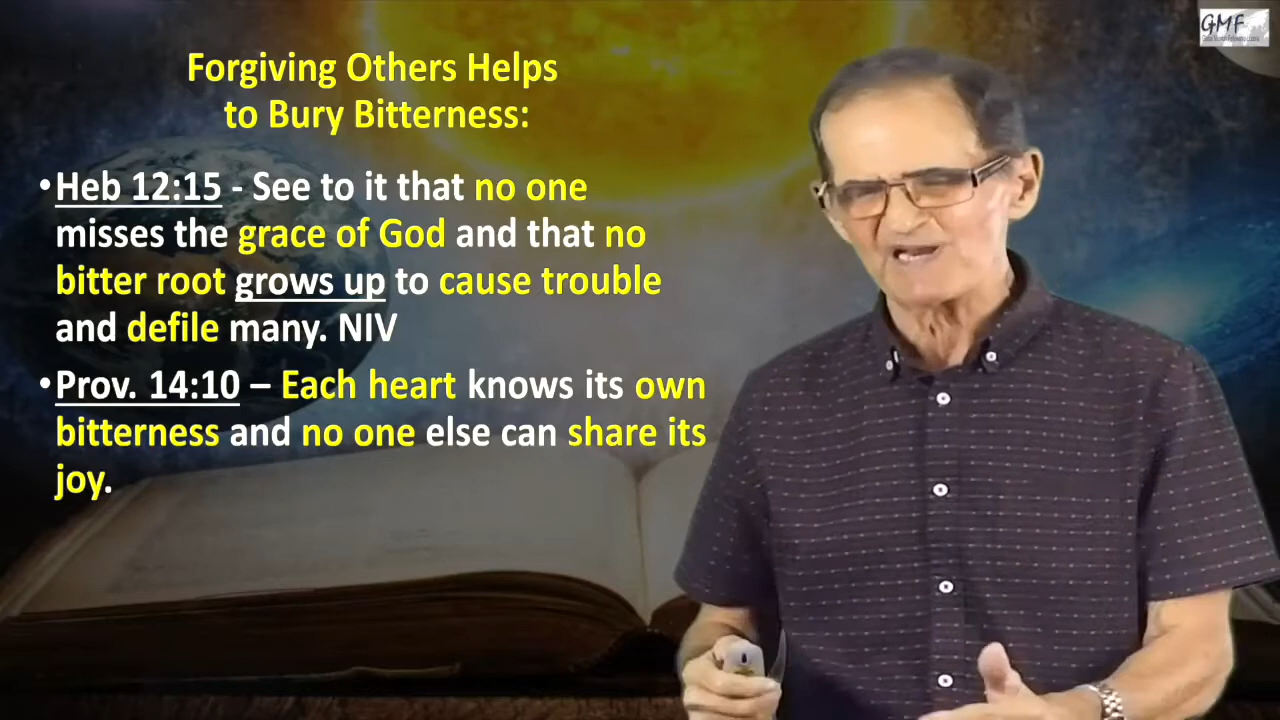 Forgiving Others Helps
to Bury Bitterness:
•Heb 12:15 - See to it that no one
misses the grace of God and that no
bitter root grows up to cause trouble
and defile many. NIV
•Prov. 14:10 – Each heart knows its own
bitterness and no one else can share its
joy.
GMF